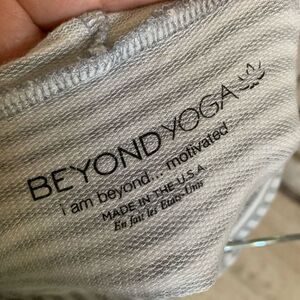 BEYOND YOGA
i am beyond... motivated
MADE IN THE U.S.A.
En fait les Etats-Unis